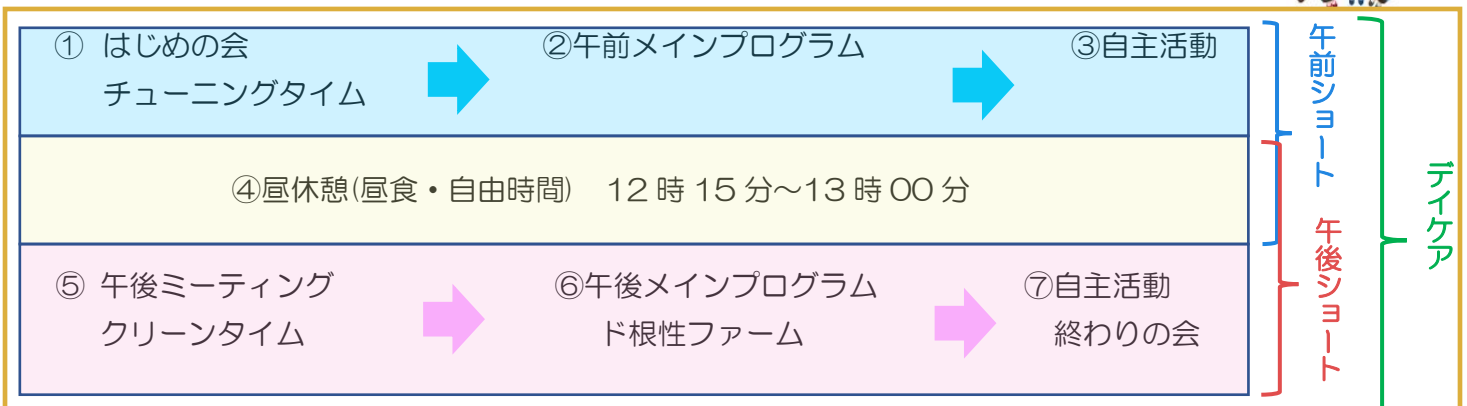 ① はじめの会
チューニングタイム
②午前メインプログラム
③自主活動
④昼休憩(昼食・自由時間)　12時15分～13時00分
⑤ 午後ミーティング
クリーンタイム
⑥午後メインプログラム
ド根性ファーム
⑦自主活動
終わりの会
午前ショート
午後ショート
デイケア